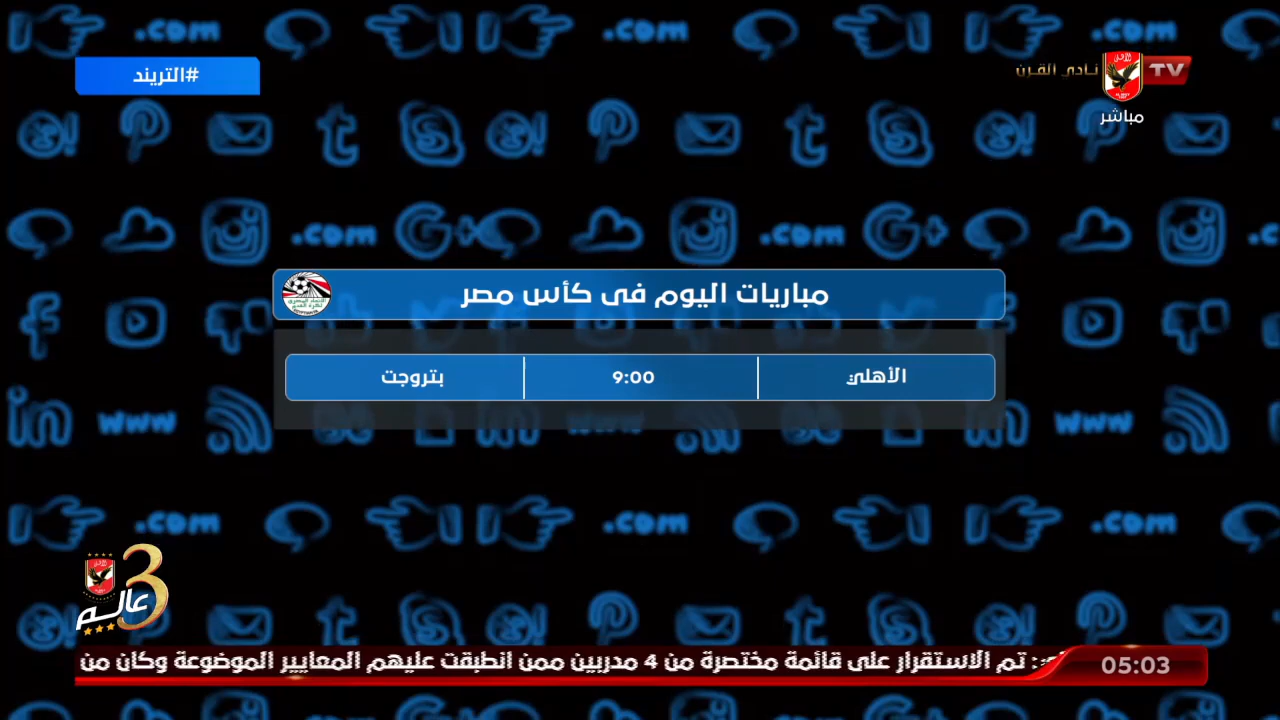 #التريند
نادي القرن
TV
مباشر
مباريات اليوم فى كأس مصر
الأهلي
9:00
بتروجت
3
عالم
تم الاستقرار على قائمة مختصرة من 4 مدربين ممن انطبقت عليهم المعايير الموضوعة وكان من
05:03